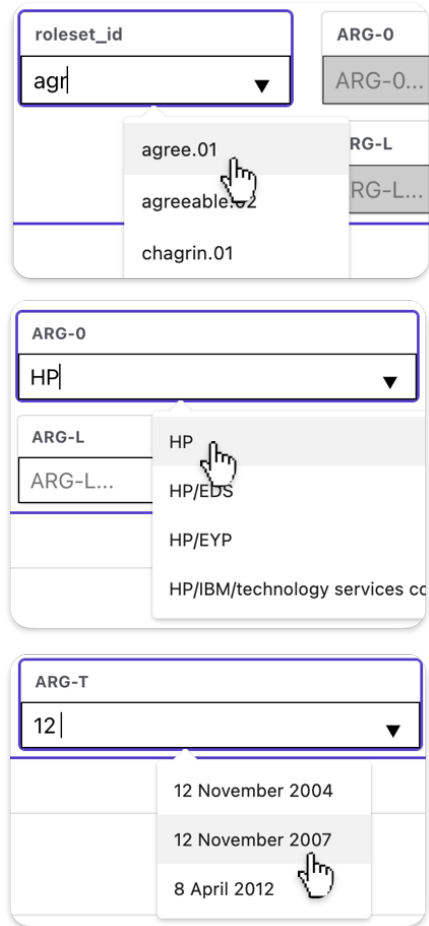 roleset_id
ARG-0
agr
ARG-0...
agree.01
RG-L
agreeable.02
RG-L...
chagrin.01
ARG-0
HP
ARG-L
HP
ARG-L...
HP/EDS
HP/EYP
HP/IBM/technology services co
ARG-T
12
12 November 2004
12 November 2007
8 April 2012